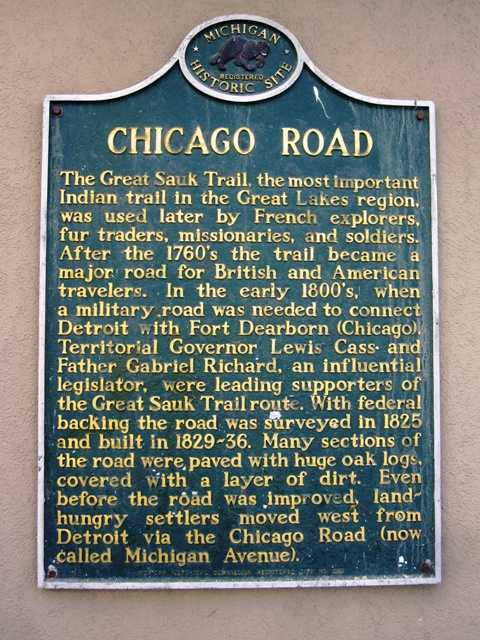 MICHIGAN
REGISTERED
HISTORIC SITE
CHICAGO ROAD
The Great Sauk Trail, the most important
Indian trail in the Great Lakes region,
was used later by French explorers,
fur traders, missionaries, and soldiers.
After the 1760's the trail became a
major road for British and American
travelers. In the early 1800's, when
a military road was needed to connect
Detroit with Fort Dearborn (Chicago),
Territorial Governor Lewis Cass and
Father Gabriel Richard, an influential
legislator, were leading supporters of
the Great Sauk Trail route. With federal
backing the road was surveyed in 1825
and built in 1829-36. Many sections of
the road were paved with huge oak logs,
covered with a layer of dirt. Even
before the road was improved, land-
hungry settlers moved west from
Detroit via the Chicago Road (now
called Michigan Avenue).
MICHIGAN HISTORICAL COMMISSION REGISTERED SITE NO.